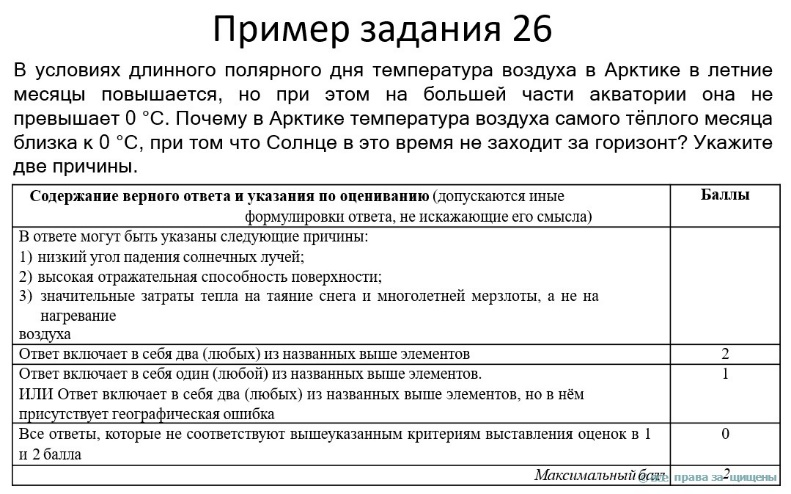 Пример задания 26
В условиях длинного полярного дня температура воздуха в Арктике в летние
месяцы повышается, но при этом на большей части акватории она не
превышает 0 °С. Почему в Арктике температура воздуха самого тёплого месяца
близка к 0 °С, при том что Солнце в это время не заходит за горизонт? Укажите
две причины.
Содержание верного ответа и указания по оцениванию (допускаются иные
формулировки ответа, не искажающие его смысла)
Баллы
В ответе могут быть указаны следующие причины:
1) низкий угол падения солнечных лучей;
2) высокая отражательная способность поверхности;
3) значительные затраты тепла на таяние снега и многолетней мерзлоты, а не на
нагревание
воздуха
Ответ включает в себя два (любых) из названных выше элементов 2
Ответ включает в себя один (любой) из названных выше элементов. 1
ИЛИ Ответ включает в себя два (любых) из названных выше элементов, но в нём
присутствует географическая ошибка
Все ответы, которые не соответствуют вышеуказанным критериям выставления оценок в 1 0
и 2 балла
Максимальный балл 2
права защищены